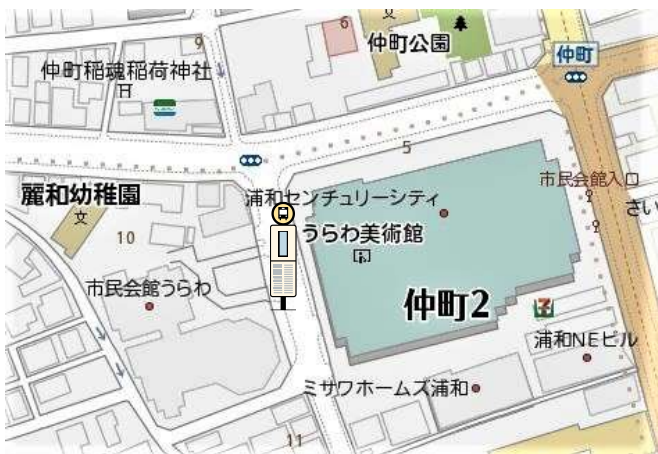 文
6
仲町公園
9
仲町
仲町稲魂稲荷神社
5
市民会館入口
麗和幼稚園
浦和センチュリーシティ
さい
文
うらわ美術館
10
市民会館うらわ
仲町2
7
浦和NEビル
ミサワホームズ浦和
11